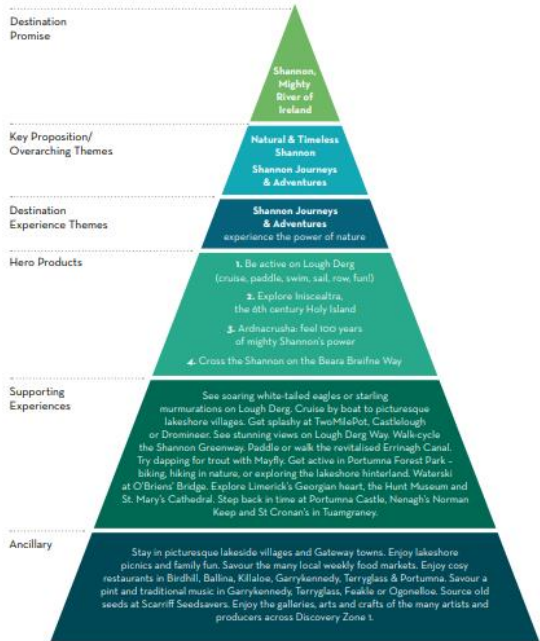 Destination
Promise
Shannon,
Mighty
River of
Ireland
Key Proposition/
Overarching Themes
Natural & Timeless
Shannon
Shannon Journeys
& Adventures
Destination
Experience Themes
Shannon Journeys
& Adventures
experience the power of nature
Hero Products
1. Be active on Lough Derg
(cruise, paddle, swim, sail, row, fun!)
2. Explore Iniscealtra,
the 6th century Holy Island
3. Ardnacrusha: feel 100 years
of mighty Shannon's power
4. Cross the Shannon on the Beara Breifne Way
Supporting
Experiences
See soaring white-tailed eagles or starling
murmurations on Lough Derg. Cruise by boat to picturesque
lakeshore villages. Get splashy at TwoMilePot, Castlelough
or Dromineer. See stunning views on Lough Derg Way. Walk-cycle
the Shannon Greenway. Paddle or walk the revitalised Errinagh Canal.
Try dapping for trout with Mayfly. Get active in Portumna Forest Park –
biking, hiking in nature, or exploring the lakeshore hinterland. Waterski
at O'Briens' Bridge. Explore Limerick's Georgian heart, the Hunt Museum and
St. Mary's Cathedral. Step back in time at Portumna Castle, Nenagh's Norman
Keep and St Cronan's in Tuamgraney.
Ancillary
Stay in picturesque lakeside villages and Gateway towns. Enjoy lakeshore
picnics and family fun. Savour the many local weekly food markets. Enjoy cosy
restaurants in Birdhill, Ballina, Killaloe, Garrykennedy, Terryglass & Portumna. Savour a
pint and traditional music in Garrykennedy, Terryglass, Feakle or Ogonelloe. Source old
seeds at Scarriff Seedsavers. Enjoy the galleries, arts and crafts of the many artists and
producers across Discovery Zone 1.